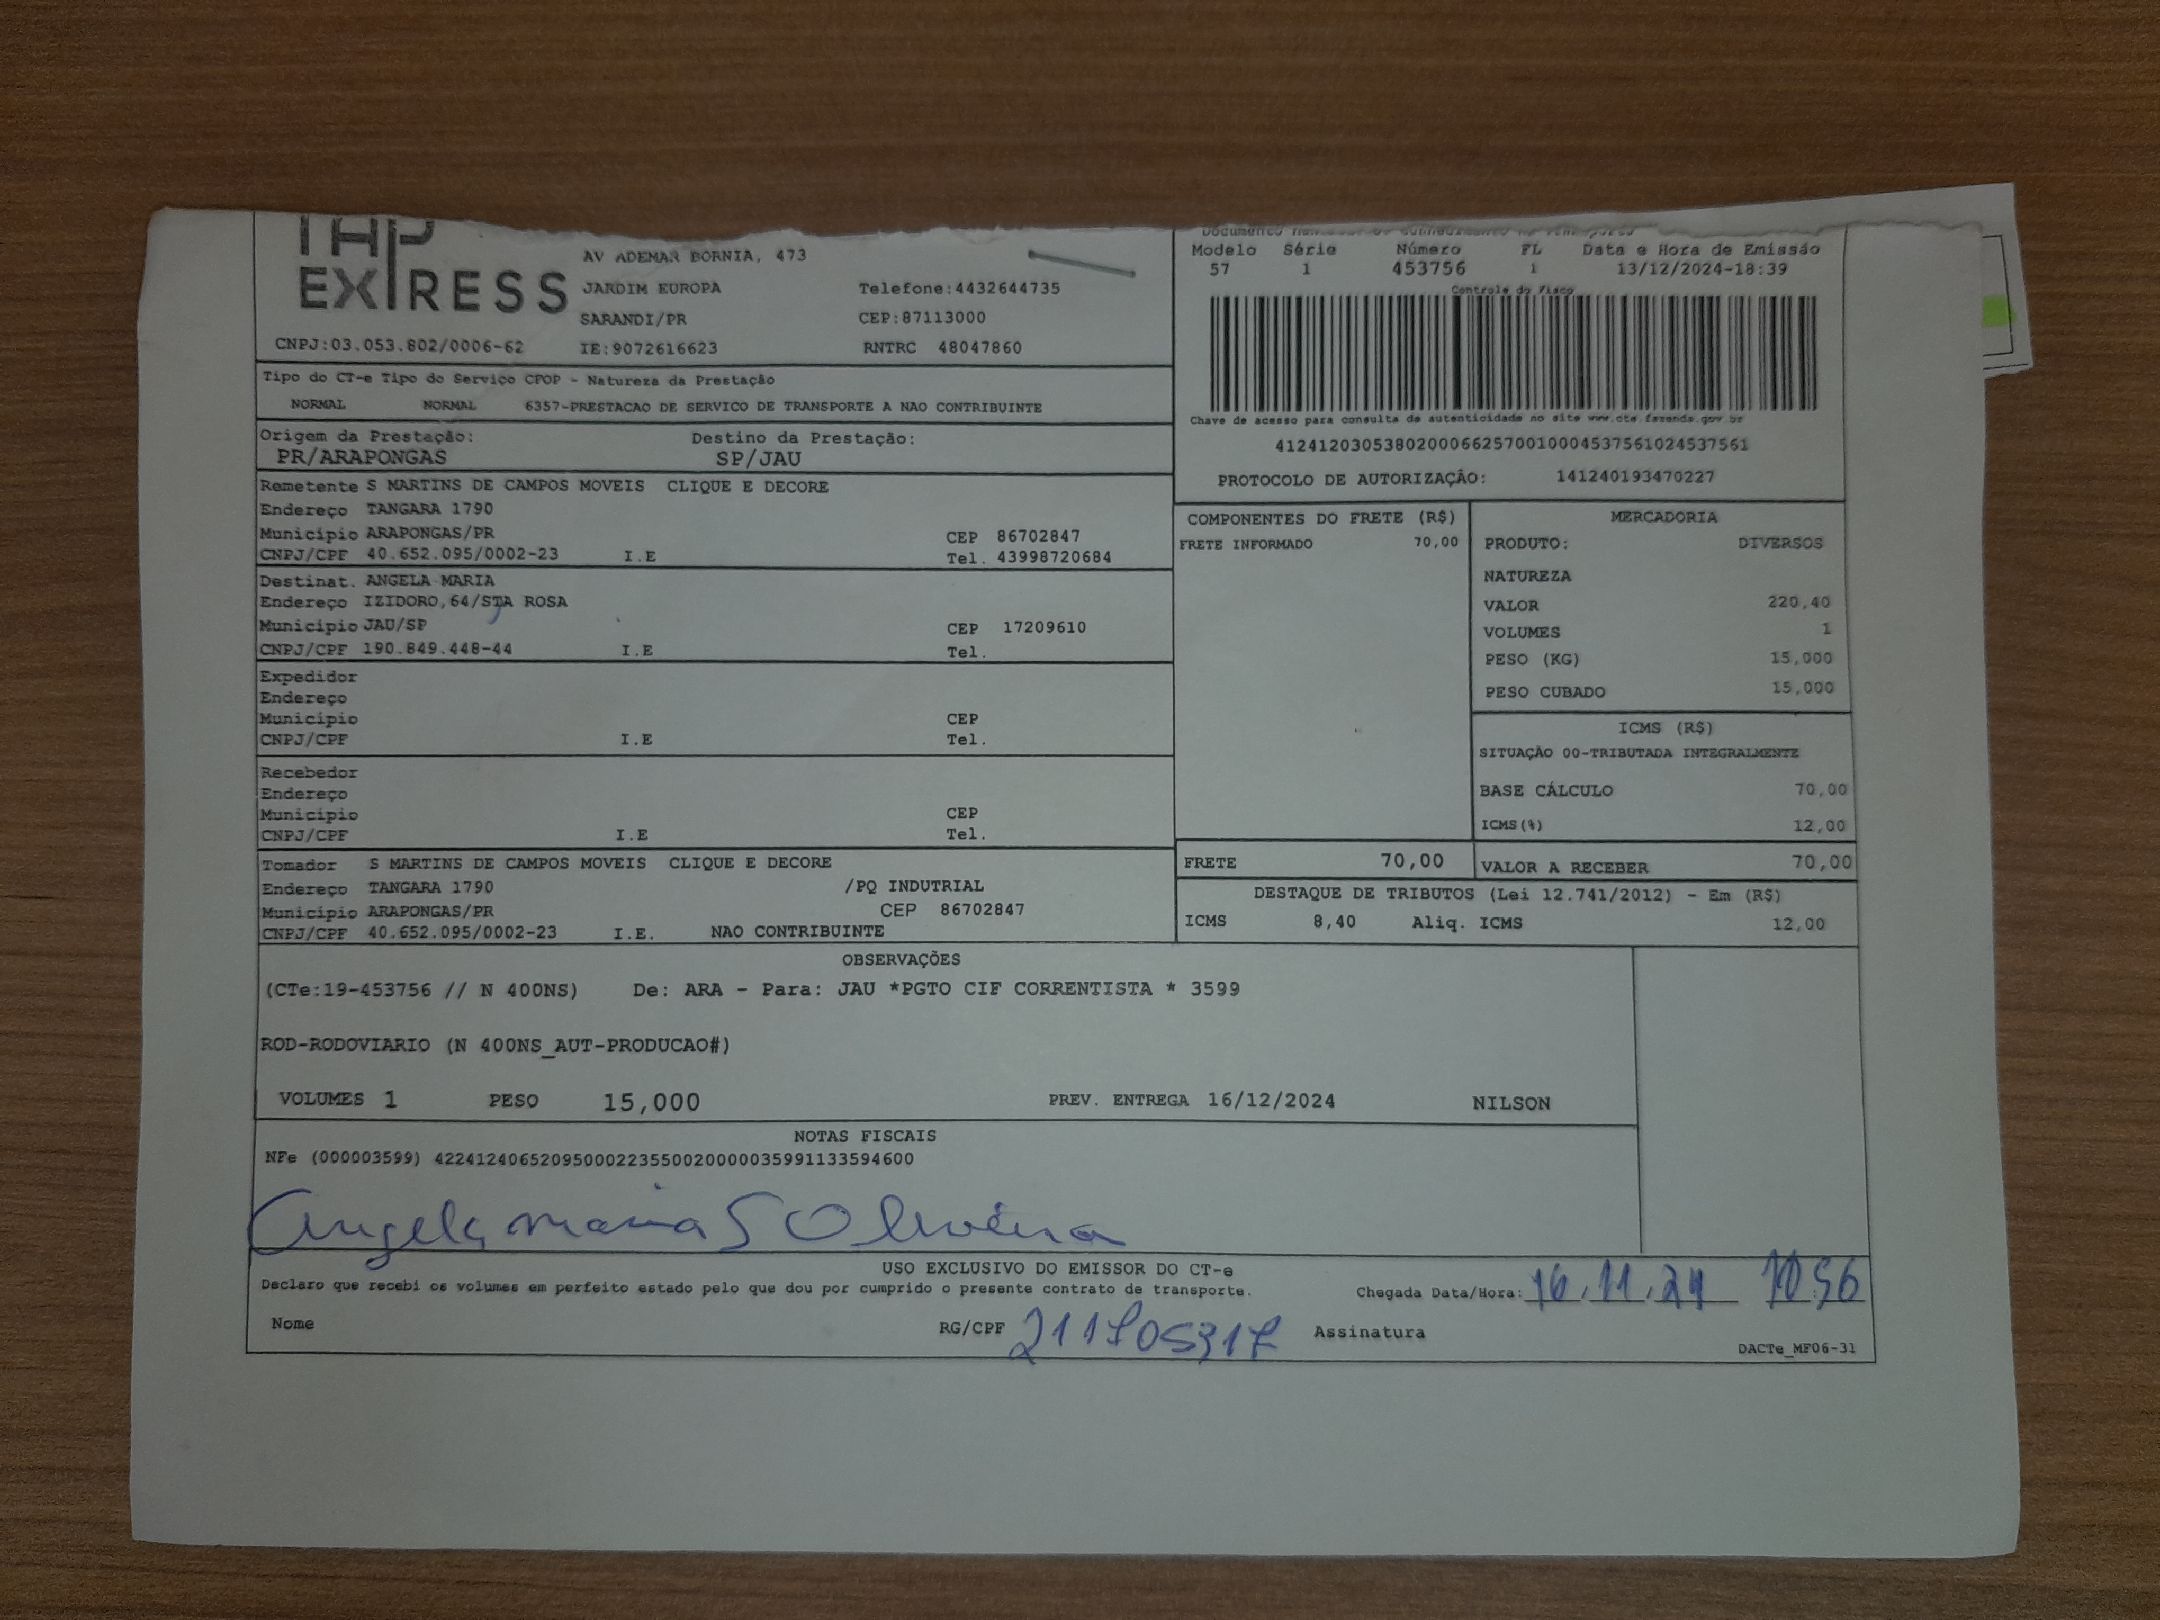 THP
EXPRESS
AV ADEMAR BORNIA, 473
JARDIM EUROPA Telefone:4432644735
SARANDI/PR CEP:87113000
CNPJ:03.053.802/0006-62 IE:9072616623 RNTRC 48047860
Modelo Série Número FL Data e Hora de Emissão
57 1 453756 1 13/12/2024-18:39
Controle do Fisco
Chave de acesso para consulta de autenticidade no site www.cte.fazenda.gov.br
41241203053802000662570010004537561024537561
PROTOCOLO DE AUTORIZAÇÃO: 141240193470227
Tipo do CT-e Tipo do Serviço CFOP - Natureza da Prestação
NORMAL NORMAL 6357-PRESTACAO DE SERVICO DE TRANSPORTE A NAO CONTRIBUINTE
Origem da Prestação: Destino da Prestação:
PR/ARAPONGAS SP/JAU
Remetente S MARTINS DE CAMPOS MOVEIS CLIQUE E DECORE
Endereço TANGARA 1790
Município ARAPONGAS/PR CEP 86702847
CNPJ/CPF 40.652.095/0002-23 I.E Tel. 43998720684
Destinat. ANGELA MARIA
Endereço IZIDORO,64/STA ROSA
Município JAU/SP CEP 17209610
CNPJ/CPF 190.849.448-44 I.E Tel.
Expedidor
Endereço
Município CEP
CNPJ/CPF I.E Tel.
Recebedor
Endereço
Município CEP
CNPJ/CPF I.E Tel.
Tomador S MARTINS DE CAMPOS MOVEIS CLIQUE E DECORE
Endereço TANGARA 1790 /PQ INDUTRIAL
Município ARAPONGAS/PR CEP 86702847
CNPJ/CPF 40.652.095/0002-23 I.E. NAO CONTRIBUINTE
COMPONENTES DO FRETE (R$)
FRETE INFORMADO 70,00
MERCADORIA
PRODUTO: DIVERSOS
NATUREZA
VALOR 220,40
VOLUMES 1
PESO (KG) 15,000
PESO CUBADO 15,000
ICMS (R$)
SITUAÇÃO 00-TRIBUTADA INTEGRALMENTE
BASE CÁLCULO 70,00
ICMS(%) 12,00
FRETE 70,00 VALOR A RECEBER 70,00
DESTAQUE DE TRIBUTOS (Lei 12.741/2012) - Em (R$)
ICMS 8,40 Aliq. ICMS 12,00
OBSERVAÇÕES
(CTe:19-453756 // N 400NS) De: ARA - Para: JAU *PGTO CIF CORRENTISTA * 3599
ROD-RODOVIARIO (N 400NS_AUT-PRODUCAO#)
VOLUMES 1 PESO 15,000 PREV. ENTREGA 16/12/2024 NILSON
NOTAS FISCAIS
NFe (000003599) 42241240652095000223550020000035991133594600
Angela maria S Oliveira
USO EXCLUSIVO DO EMISSOR DO CT-e
Declaro que recebi os volumes em perfeito estado pelo que dou por cumprido o presente contrato de transporte. Chegada Data/Hora: 16.11.24 10:56
Nome RG/CPF 211705317 Assinatura
DACTe_MF06-31